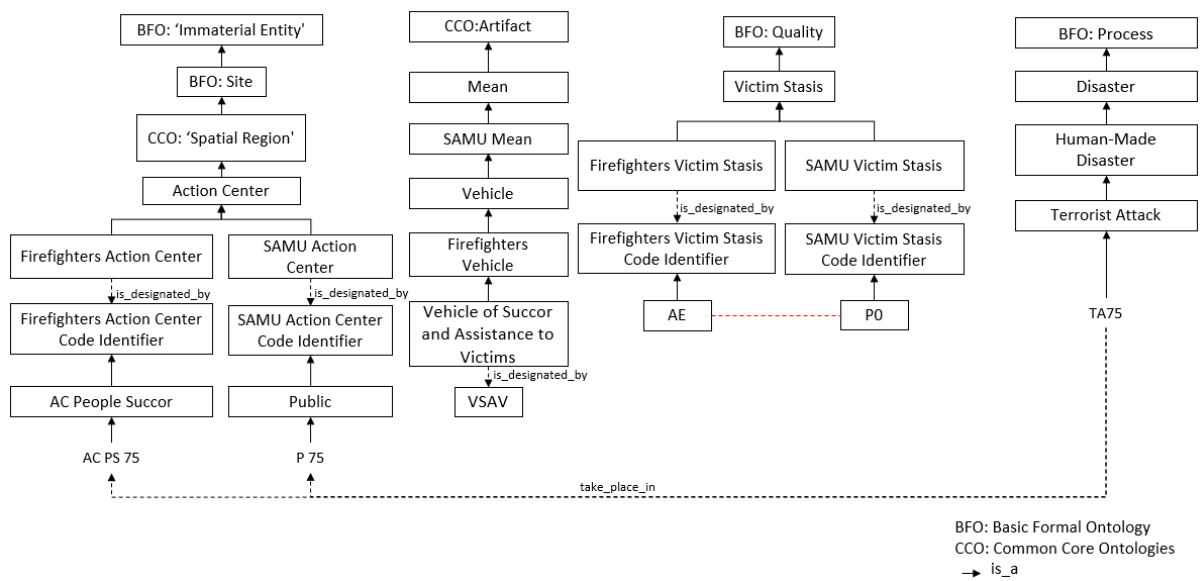 BFO: ‘Immaterial Entity’
BFO: Site
CCO: ‘Spatial Region'
Action Center
Firefighters Action Center
SAMU Action
Center
is_designated_by
is_designated_by
Firefighters Action Center
Code Identifier
SAMU Action Center
Code Identifier
AC People Succor
Public
AC PS 75
P 75
CCO:Artifact
Mean
SAMU Mean
Vehicle
Firefighters
Vehicle
Vehicle of Succor
and Assistance to
Victims
is_designated_by
VSAV
BFO: Quality
Victim Stasis
Firefighters Victim Stasis
SAMU Victim Stasis
is_designated_by
is_designated_by
Firefighters Victim Stasis
Code Identifier
SAMU Victim Stasis
Code Identifier
AE
P0
BFO: Process
Disaster
Human-Made
Disaster
Terrorist Attack
TA75
take_place_in
BFO: Basic Formal Ontology
CCO: Common Core Ontologies
is_a